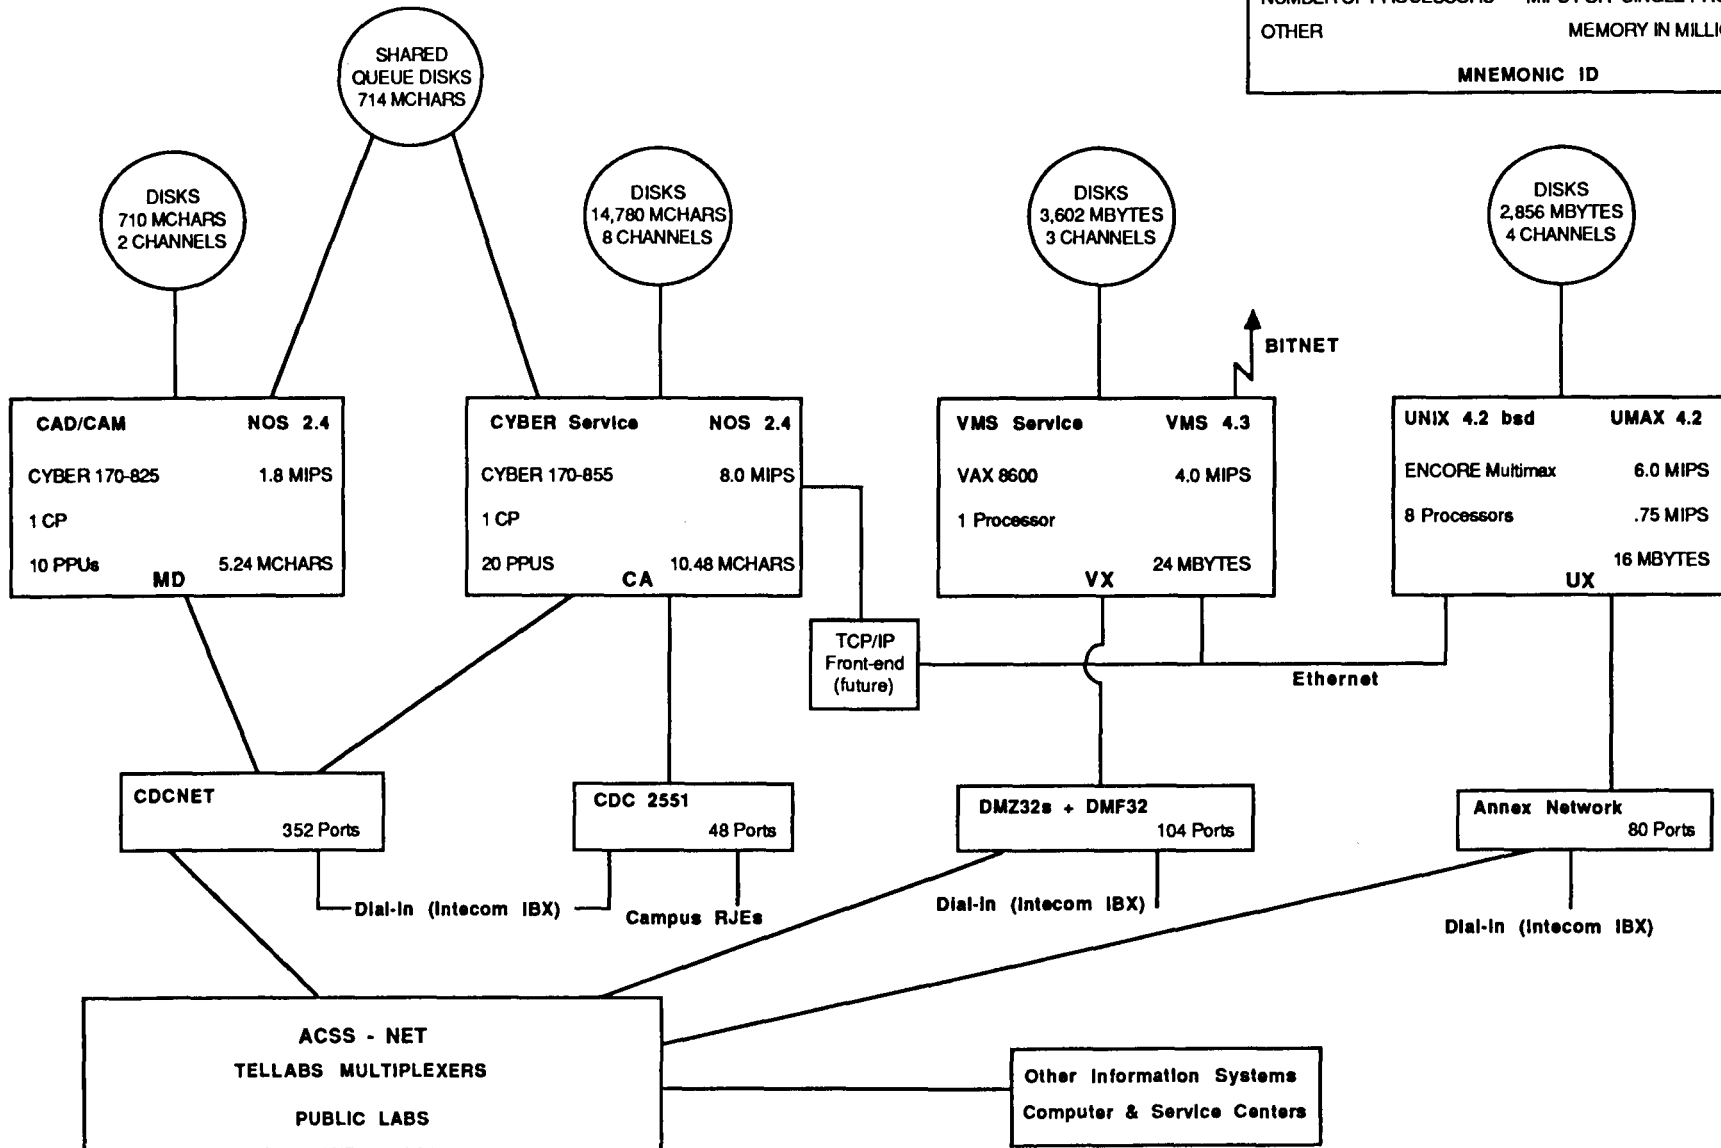 NUMBER OF PROCESSORS
OTHER MEMORY IN
MNEMONIC ID
SHARED
QUEUE DISKS
714 MCHARS
DISKS
710 MCHARS
2 CHANNELS
DISKS
14,780 MCHARS
8 CHANNELS
DISKS
3,602 MBYTES
3 CHANNELS
DISKS
2,856 MBYTES
4 CHANNELS
BITNET
CAD/CAM NOS 2.4
CYBER 170-825 1.8 MIPS
1 CP
10 PPUs 5.24 MCHARS
MD
CYBER Service NOS 2.4
CYBER 170-855 8.0 MIPS
1 CP
20 PPUS 10.48 MCHARS
CA
VMS Service VMS 4.3
VAX 8600 4.0 MIPS
1 Processor
24 MBYTES
VX
UNIX 4.2 bsd UMAX 4.2
ENCORE Multimax 6.0 MIPS
8 Processors .75 MIPS
16 MBYTES
UX
TCP/IP
Front-end
(future)
Ethernet
CDCNET
352 Ports
CDC 2551
48 Ports
DMZ32s + DMF32
104 Ports
Annex Network
80 Ports
Dial-in (Intecom IBX)
Campus RJEs
Dial-in (Intecom IBX)
Dial-in (Intecom IBX)
ACSS - NET
TELLABS MULTIPLEXERS
PUBLIC LABS
Other Information Systems
Computer & Service Centers